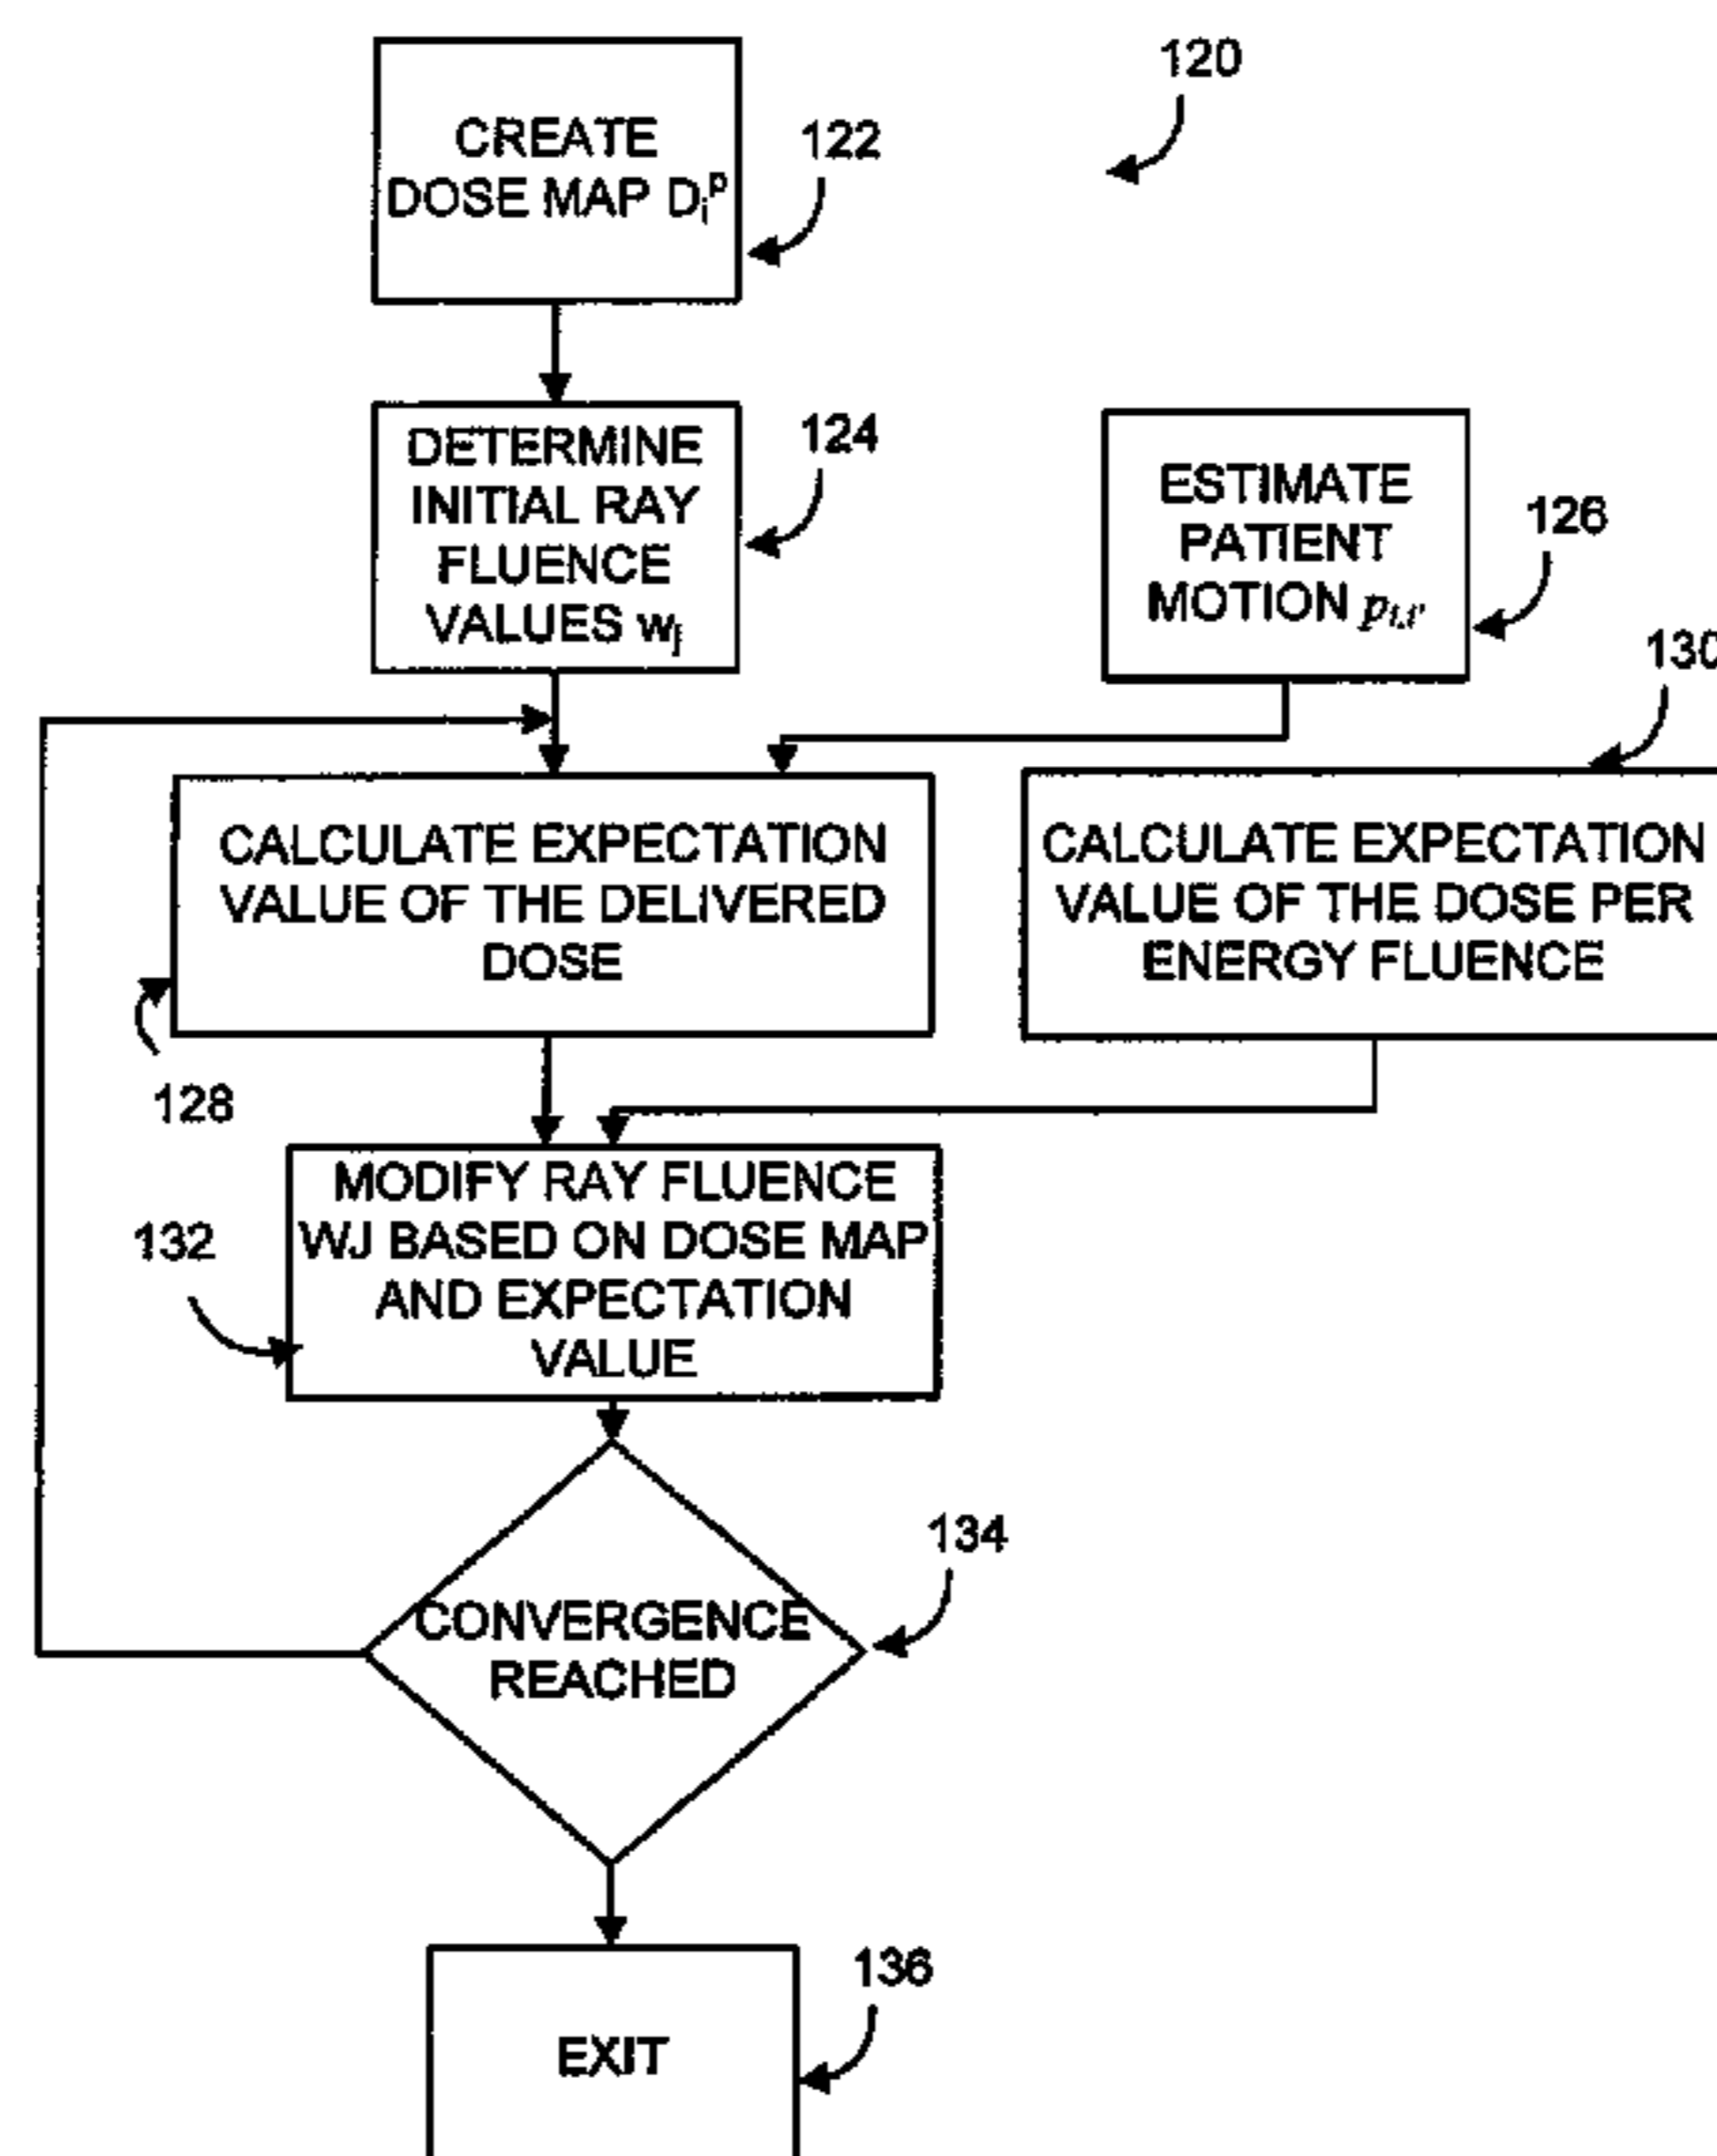 120
CREATE
DOSE MAP Dᵢᵖ
122
DETERMINE
INITIAL RAY
FLUENCE
VALUES wⱼ
124
ESTIMATE
PATIENT
MOTION
126
130
CALCULATE EXPECTATION
VALUE OF THE DELIVERED
DOSE
128
CALCULATE EXPECTATION
VALUE OF THE DOSE PER
ENERGY FLUENCE
MODIFY RAY FLUENCE
WJ BASED ON DOSE MAP
AND EXPECTATION
VALUE
132
CONVERGENCE
REACHED
134
EXIT
136